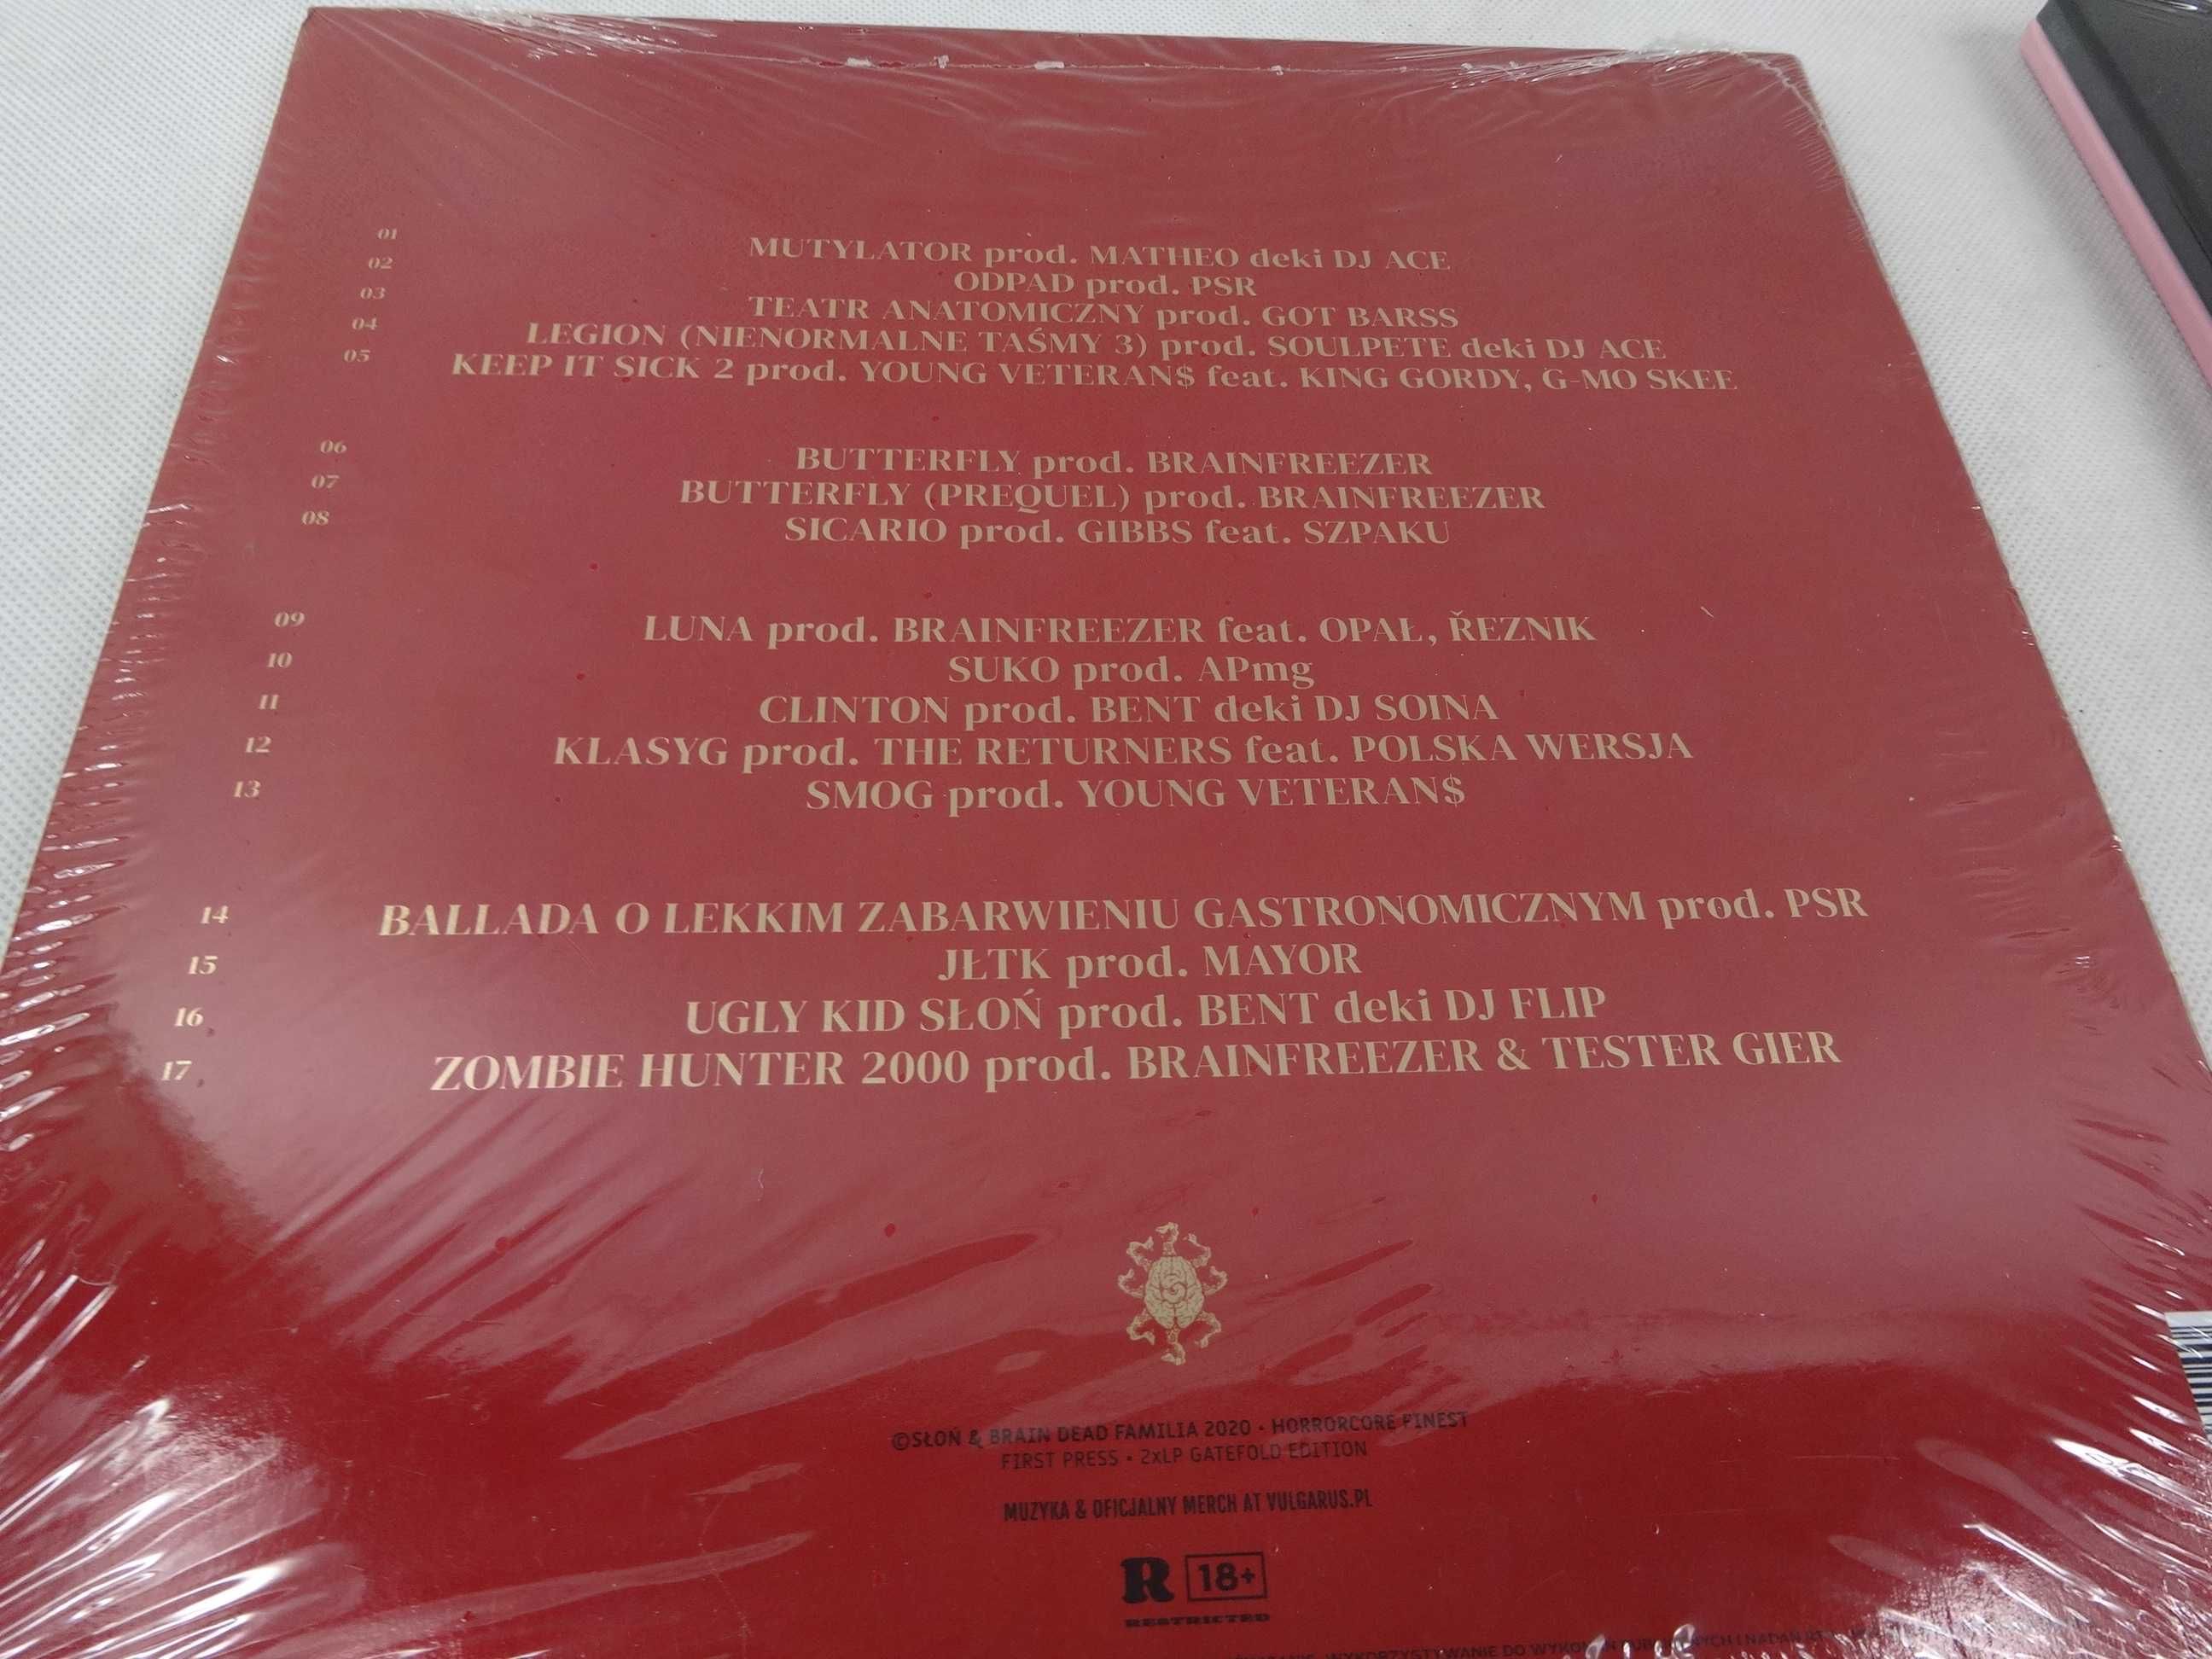 01 MUTYLATOR prod. MATHEO deki DJ ACE
02 ODPAD prod. PSR
03 TEATR ANATOMICZNY prod. GOT BARSS
04 LEGION (NIENORMALNE TAŚMY 3) prod. SOULPETE deki DJ ACE
05 KEEP IT SICK 2 prod. YOUNG VETERAN$ feat. KING GORDY, G-MO SKEE
06 BUTTERFLY prod. BRAINFREEZER
07 BUTTERFLY (PREQUEL) prod. BRAINFREEZER
08 SICARIO prod. GIBBS feat. SZPAKU
09 LUNA prod. BRAINFREEZER feat. OPAŁ, ŘEZNIK
10 SUKO prod. APmg
11 CLINTON prod. BENT deki DJ SOINA
12 KLASYG prod. THE RETURNERS feat. POLSKA WERSJA
13 SMOG prod. YOUNG VETERAN$
14 BALLADA O LEKKIM ZABARWIENIU GASTRONOMICZNYM prod. PSR
15 JŁTK prod. MAYOR
16 UGLY KID SŁOŃ prod. BENT deki DJ FLIP
17 ZOMBIE HUNTER 2000 prod. BRAINFREEZER & TESTER GIER
©SŁOŃ & BRAIN DEAD FAMILIA 2020 • HORRORCORE FINEST
FIRST PRESS • 2xLP GATEFOLD EDITION
MUZYKA & OFICJALNY MERCH AT VULGARUS.PL
R 18+
RESTRICTED
WYKORZYSTYWANIE DO